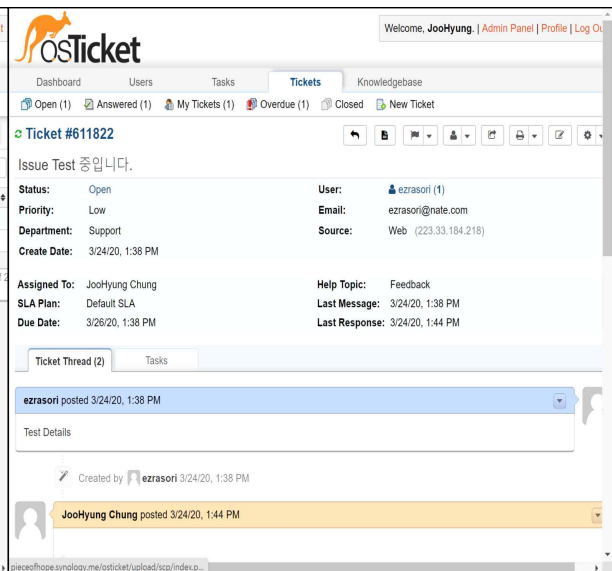 osTicket
Welcome, JooHyung. | Admin Panel | Profile | Log
Dashboard Users Tasks Tickets Knowledgebase
Open (1) Answered (1) My Tickets (1) Overdue (1) Closed New Ticket
Ticket #611822
Issue Test 중입니다.
Status: Open User: ezrasori (1)
Priority: Low Email: ezrasori@nate.com
Department: Support Source: Web (223.33.184.218)
Create Date: 3/24/20, 1:38 PM
Assigned To: JooHyung Chung Help Topic: Feedback
SLA Plan: Default SLA Last Message: 3/24/20, 1:38 PM
Due Date: 3/26/20, 1:38 PM Last Response: 3/24/20, 1:44 PM
Ticket Thread (2) Tasks
ezrasori posted 3/24/20, 1:38 PM
Test Details
Created by ezrasori 3/24/20, 1:38 PM
JooHyung Chung posted 3/24/20, 1:44 PM
pieceofhope.synology.me/osticket/upload/scp/index.p...